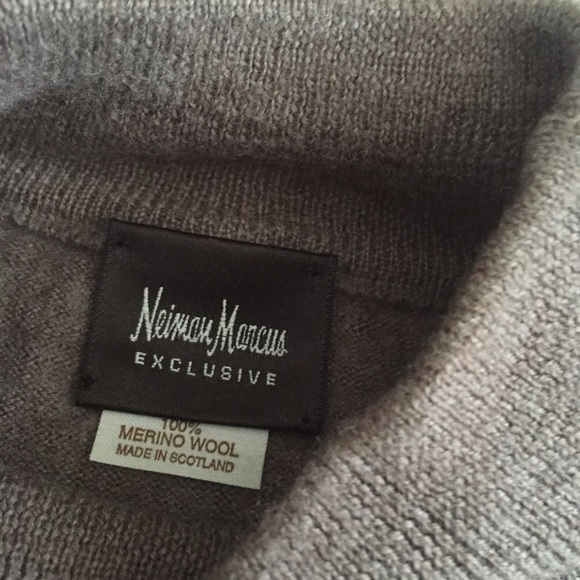 Neiman Marcus
EXCLUSIVE
100%
MERINO WOOL
MADE IN SCOTLAND